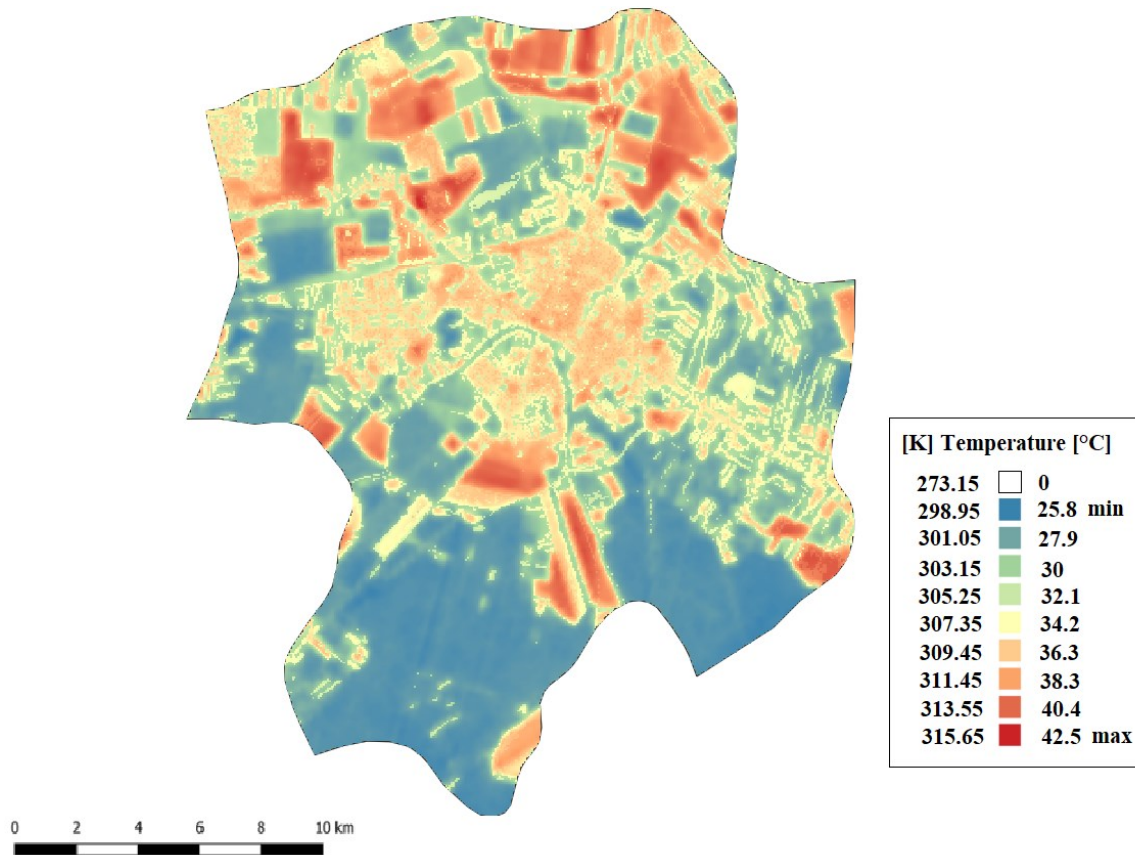 [K] Temperature [°C]
273.15 0
298.95 25.8 min
301.05 27.9
303.15 30
305.25 32.1
307.35 34.2
309.45 36.3
311.45 38.3
313.55 40.4
315.65 42.5 max
0 2 4 6 8 10 km